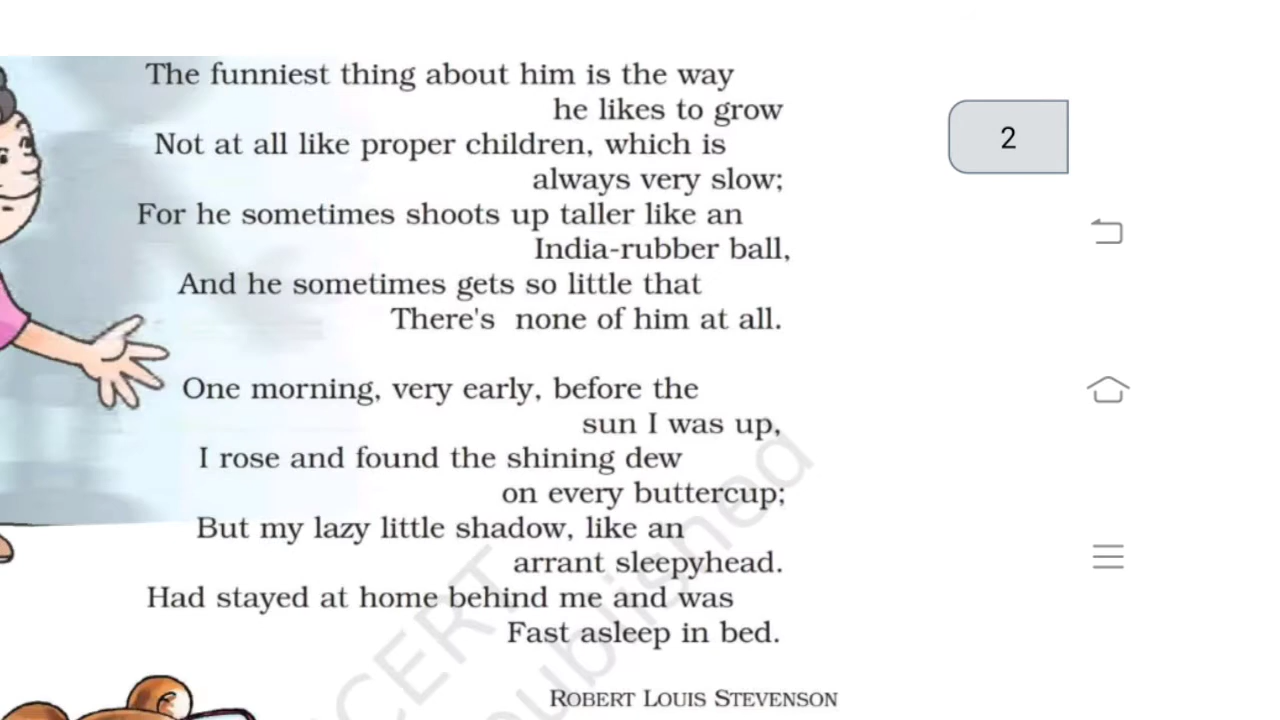 The funniest thing about him is the way
he likes to grow
Not at all like proper children, which is
always very slow;
For he sometimes shoots up taller like an
India-rubber ball,
And he sometimes gets so little that
There's none of him at all.
One morning, very early, before the
sun I was up,
I rose and found the shining dew
on every buttercup;
But my lazy little shadow, like an
arrant sleepyhead.
Had stayed at home behind me and was
Fast asleep in bed.
ROBERT LOUIS STEVENSON
2